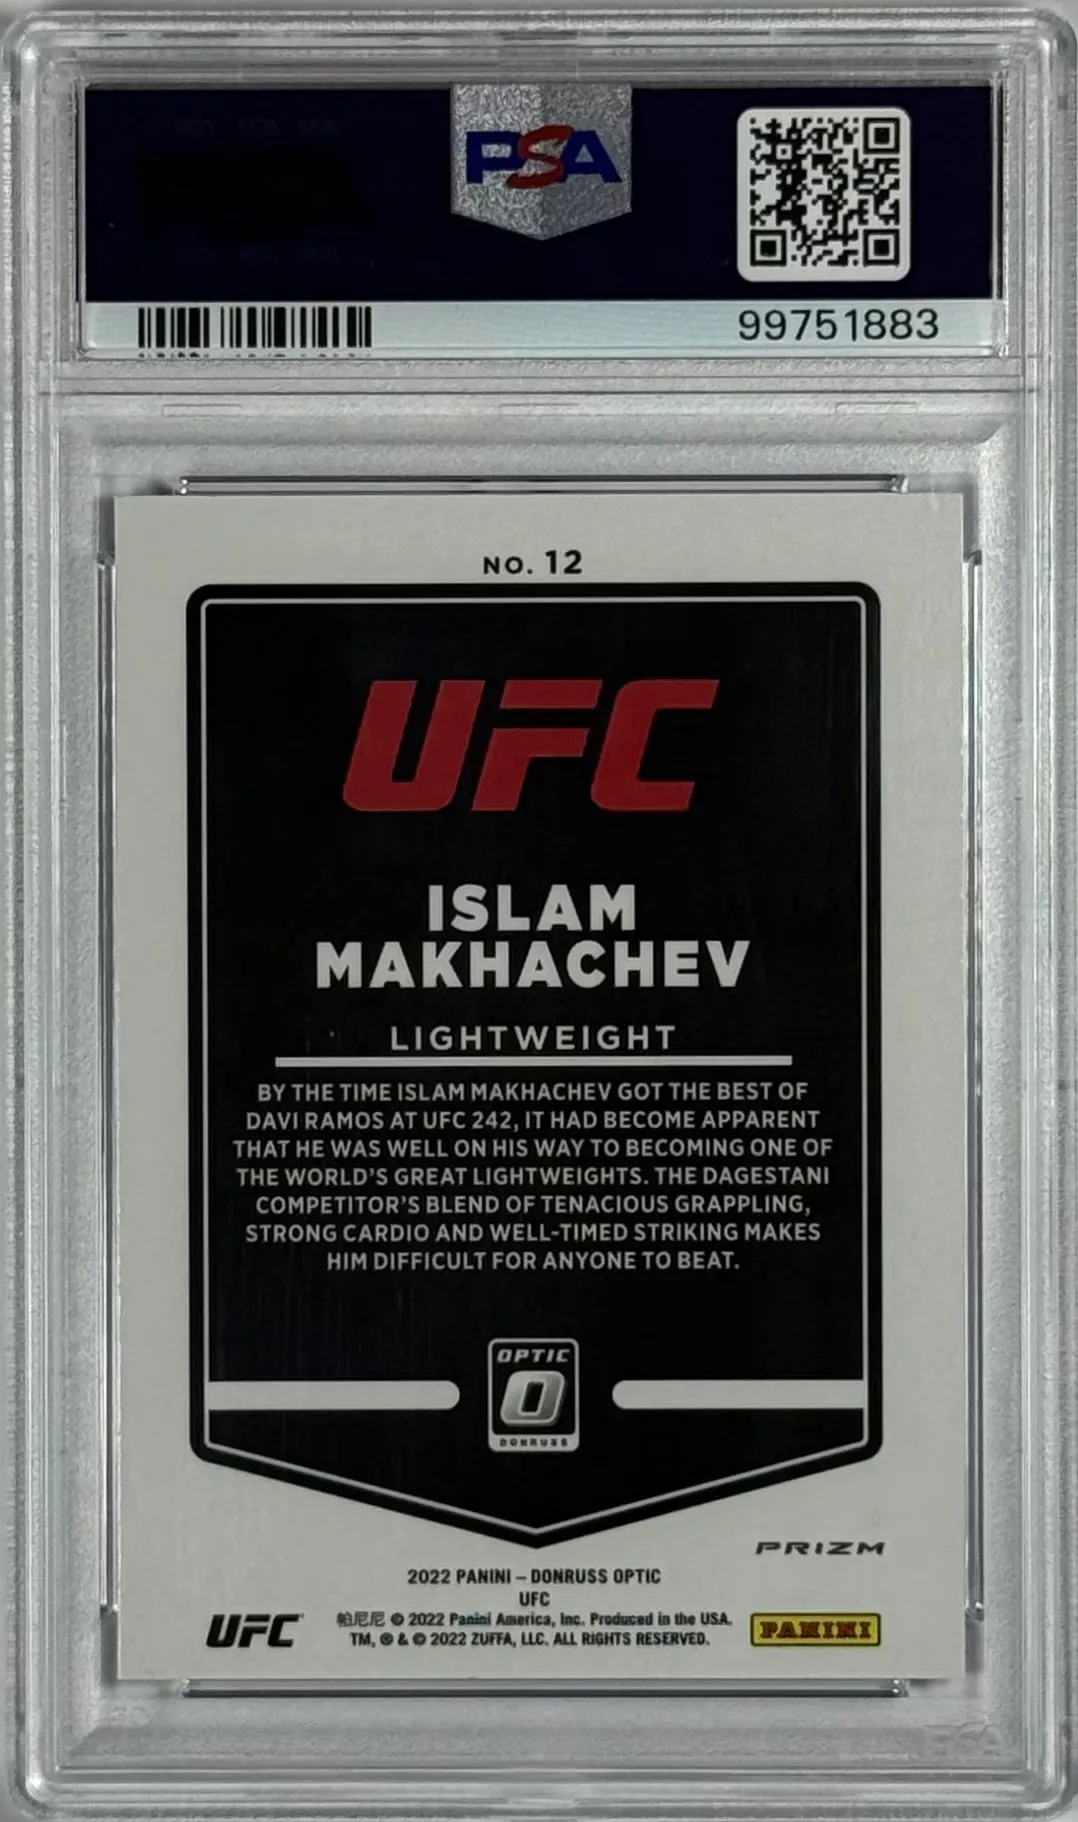 PSA
99751883
NO. 12
UFC
ISLAM
MAKHACHEV
LIGHTWEIGHT
BY THE TIME ISLAM MAKHACHEV GOT THE BEST OF
DAVI RAMOS AT UFC 242, IT HAD BECOME APPARENT
THAT HE WAS WELL ON HIS WAY TO BECOMING ONE OF
THE WORLD'S GREAT LIGHTWEIGHTS. THE DAGESTANI
COMPETITOR'S BLEND OF TENACIOUS GRAPPLING,
STRONG CARDIO AND WELL-TIMED STRIKING MAKES
HIM DIFFICULT FOR ANYONE TO BEAT.
OPTIC
O
DONRUSS
PRIZM
2022 PANINI – DONRUSS OPTIC
UFC
帕尼尼 © 2022 Panini America, Inc. Produced in the USA.
TM, ® & © 2022 ZUFFA, LLC. ALL RIGHTS RESERVED.
UFC
PANINI